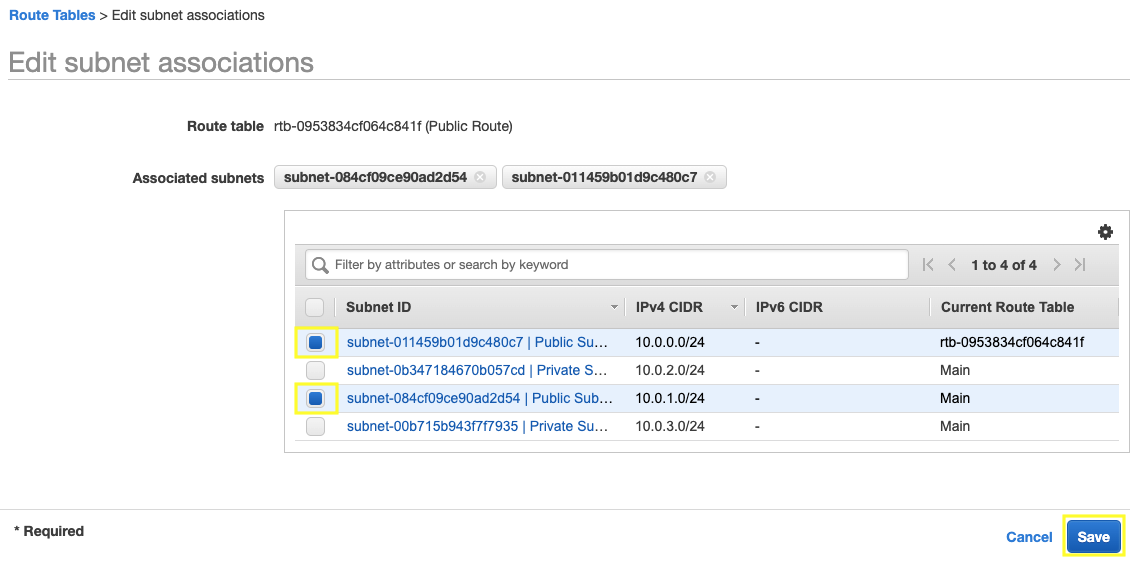 Route Tables > Edit subnet associations
Edit subnet associations
Route table rtb-0953834cf064c841f (Public Route)
Associated subnets subnet-084cf09ce90ad2d54 subnet-011459b01d9c480c7
Filter by attributes or search by keyword 1 to 4 of 4
Subnet ID IPv4 CIDR IPv6 CIDR Current Route Table
subnet-011459b01d9c480c7 | Public Su... 10.0.0.0/24 - rtb-0953834cf064c841f
subnet-0b347184670b057cd | Private S... 10.0.2.0/24 - Main
subnet-084cf09ce90ad2d54 | Public Sub... 10.0.1.0/24 - Main
subnet-00b715b943f7f7935 | Private Su... 10.0.3.0/24 - Main
* Required
Cancel Save